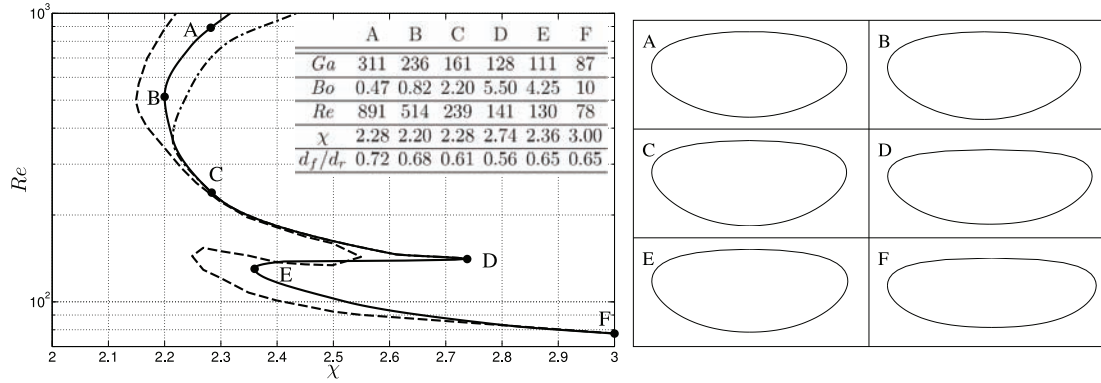 10^3
A
B
C
D
E
F
Ga 311 236 161 128 111 87
Bo 0.47 0.82 2.20 5.50 4.25 10
Re 891 514 239 141 130 78
χ 2.28 2.20 2.28 2.74 2.36 3.00
d_f/d_r 0.72 0.68 0.61 0.56 0.65 0.65
A B C D E F
Re
10^2
2 2.1 2.2 2.3 2.4 2.5 2.6 2.7 2.8 2.9 3
χ
A
B
C
D
E
F